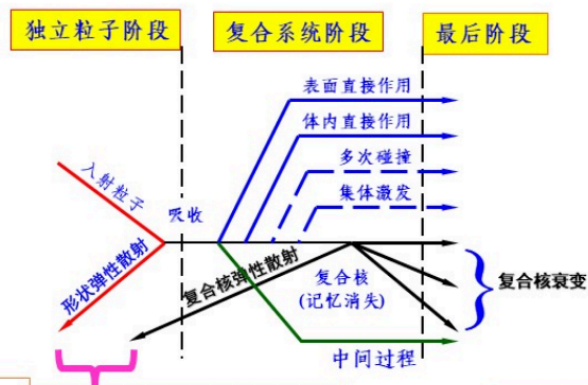 独立粒子阶段
复合系统阶段
最后阶段
表面直接作用
体内直接作用
多次碰撞
集体激发
入射粒子
吸收
形状弹性散射
复合核弹性散射
复合核
(记忆消失)
复合核衰变
中间过程